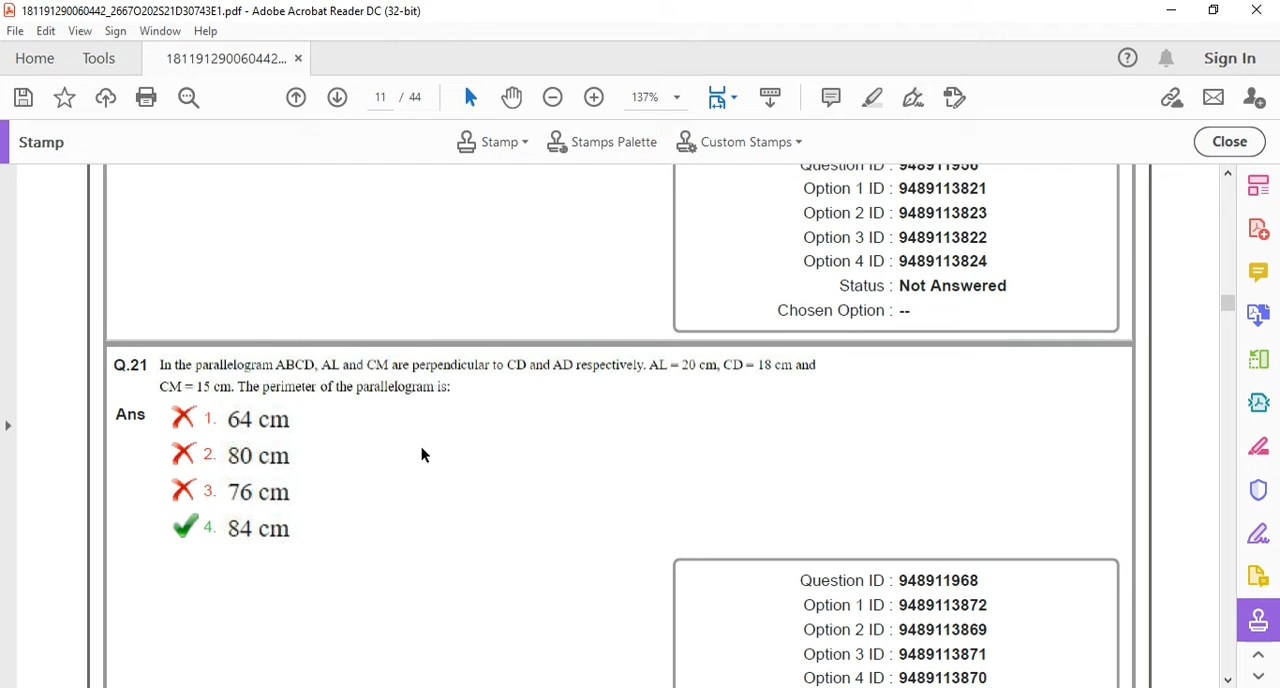 181191290060442_2667O202S21D30743E1.pdf - Adobe Acrobat Reader DC (32-bit)
File Edit View Sign Window Help
Home Tools 181191290060442... × Sign In
11 / 44 137%
Stamp Stamp Stamps Palette Custom Stamps Close
Question ID : 948911956
Option 1 ID : 9489113821
Option 2 ID : 9489113823
Option 3 ID : 9489113822
Option 4 ID : 9489113824
Status : Not Answered
Chosen Option : --
Q.21 In the parallelogram ABCD, AL and CM are perpendicular to CD and AD respectively. AL = 20 cm, CD = 18 cm and
CM = 15 cm. The perimeter of the parallelogram is:
Ans 1. 64 cm
2. 80 cm
3. 76 cm
4. 84 cm
Question ID : 948911968
Option 1 ID : 9489113872
Option 2 ID : 9489113869
Option 3 ID : 9489113871
Option 4 ID : 9489113870